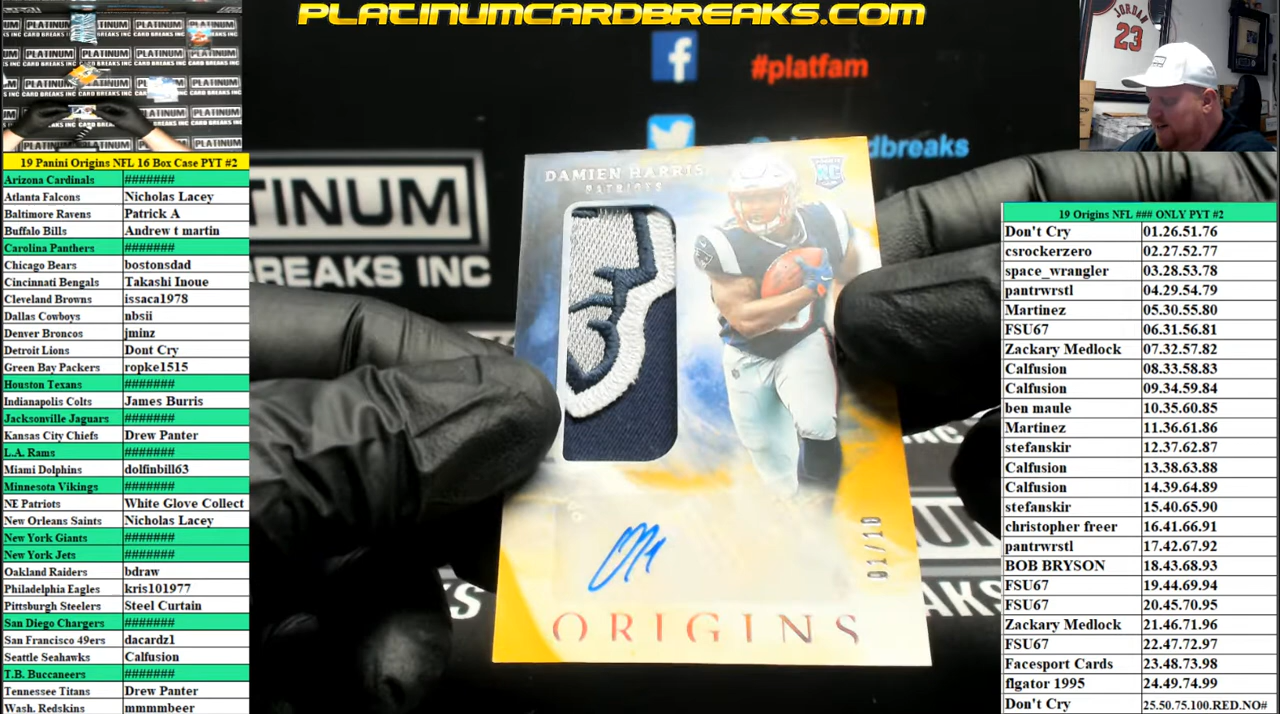 PLATINUMCARDBREAKS.COM
#platfam
JORDAN
23
19 Panini Origins NFL 16 Box Case PYT #2
Arizona Cardinals #######
Atlanta Falcons Nicholas Lacey
Baltimore Ravens Patrick A
Buffalo Bills Andrew t martin
Carolina Panthers #######
Chicago Bears bostonsdad
Cincinnati Bengals Takashi Inoue
Cleveland Browns issaca1978
Dallas Cowboys nbsii
Denver Broncos jminz
Detroit Lions Dont Cry
Green Bay Packers ropke1515
Houston Texans #######
Indianapolis Colts James Burris
Jacksonville Jaguars #######
Kansas City Chiefs Drew Panter
L.A. Rams #######
Miami Dolphins dolfinbill63
Minnesota Vikings #######
NE Patriots White Glove Collect
New Orleans Saints Nicholas Lacey
New York Giants #######
New York Jets #######
Oakland Raiders bdraw
Philadelphia Eagles kris101977
Pittsburgh Steelers Steel Curtain
San Diego Chargers #######
San Francisco 49ers dacardz1
Seattle Seahawks Calfusion
T.B. Buccaneers #######
Tennessee Titans Drew Panter
Wash. Redskins mmmmbeer
DAMIEN HARRIS
PATRIOTS
RC
01/10
ORIGINS
19 Origins NFL ### ONLY PYT #2
Don't Cry 01.26.51.76
csrockerzero 02.27.52.77
space_wrangler 03.28.53.78
pantrwrstl 04.29.54.79
Martinez 05.30.55.80
FSU67 06.31.56.81
Zackary Medlock 07.32.57.82
Calfusion 08.33.58.83
Calfusion 09.34.59.84
ben maule 10.35.60.85
Martinez 11.36.61.86
stefanskir 12.37.62.87
Calfusion 13.38.63.88
Calfusion 14.39.64.89
stefanskir 15.40.65.90
christopher freer 16.41.66.91
pantrwrstl 17.42.67.92
BOB BRYSON 18.43.68.93
FSU67 19.44.69.94
FSU67 20.45.70.95
Zackary Medlock 21.46.71.96
FSU67 22.47.72.97
Facesport Cards 23.48.73.98
flgator 1995 24.49.74.99
Don't Cry 25.50.75.100.RED.NO#